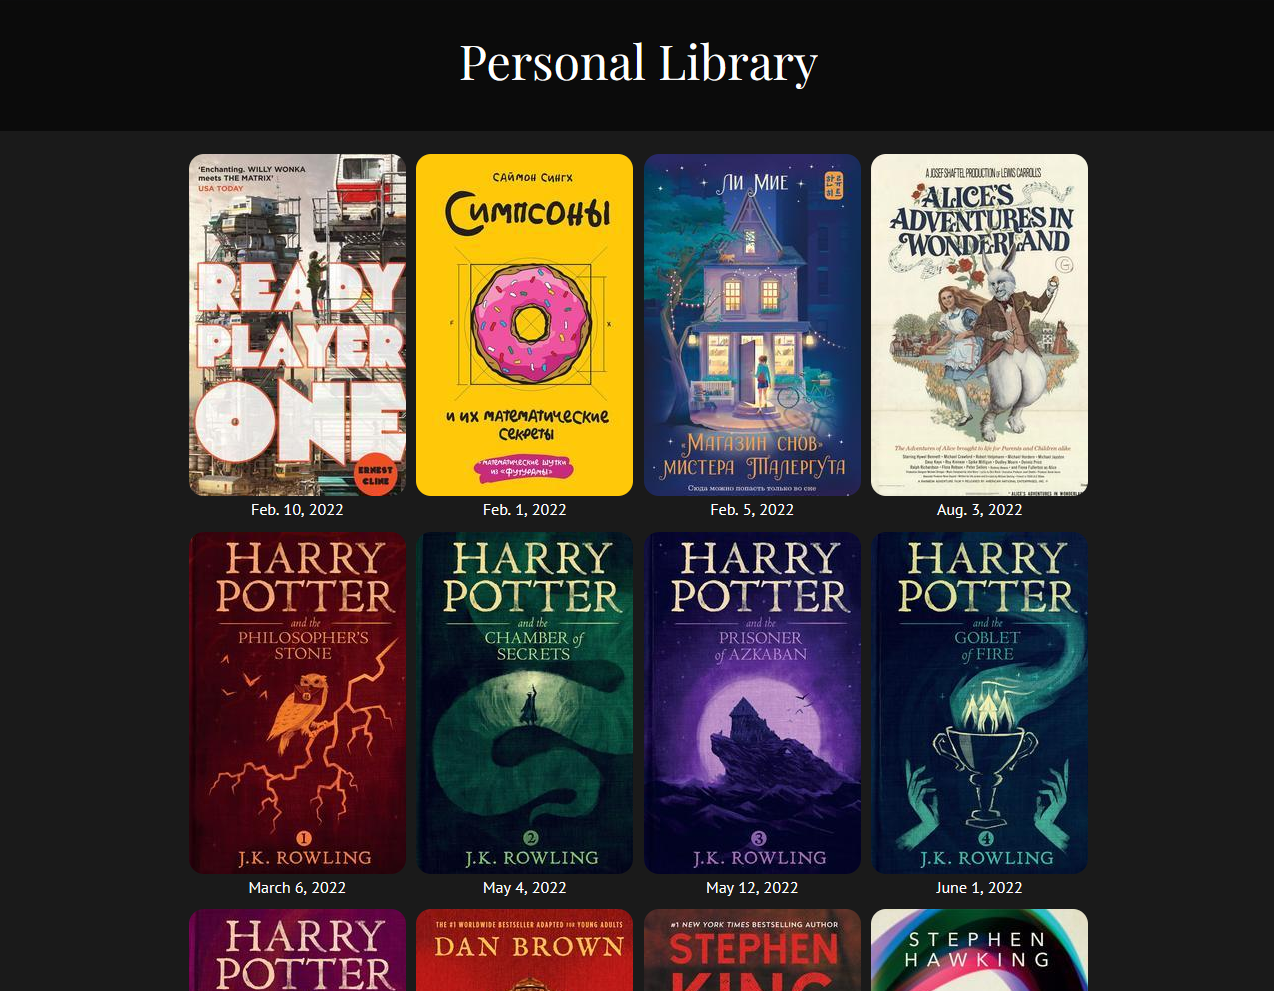 Personal Library
'Enchanting. WILLY WONKA
meets THE MATRIX'
USA TODAY
READY
PLAYER
ONE
ERNEST
CLINE
Feb. 10, 2022
САЙМОН СИНГХ
СИМПСОНЫ
F
X
И ИХ МАТЕМАТИЧЕСКИЕ
СЕКРЕТЫ
МАТЕМАТИЧЕСКИЕ ШУТКИ
ИЗ «ФУТУРАМЫ»
Feb. 1, 2022
ЛИ МИЕ
«МАГАЗИН СНОВ»
МИСТЕРА ТАЛЛЕРГУТА
Сюда можно попасть только во сне
Feb. 5, 2022
A JOSEF SHAFTEL PRODUCTION OF LEWIS CARROLL'S
ALICE'S
ADVENTURES IN
WONDERLAND
G
The Adventures of Alice brought to life for Parents and Children alike
"ALICE'S ADVENTURES IN WONDERLAND
Aug. 3, 2022
HARRY
POTTER
and the
PHILOSOPHER'S
STONE
1
J.K. ROWLING
March 6, 2022
HARRY
POTTER
and the
CHAMBER of
SECRETS
2
J.K. ROWLING
May 4, 2022
HARRY
POTTER
and the
PRISONER
of AZKABAN
3
J.K. ROWLING
May 12, 2022
HARRY
POTTER
and the
GOBLET
of FIRE
4
J.K. ROWLING
June 1, 2022
HARRY
POTTER
THE #1 WORLDWIDE BESTSELLER ADAPTED FOR YOUNG ADULTS
DAN BROWN
#1 NEW YORK TIMES BESTSELLING AUTHOR
STEPHEN
KING
STEPHEN
HAWKING